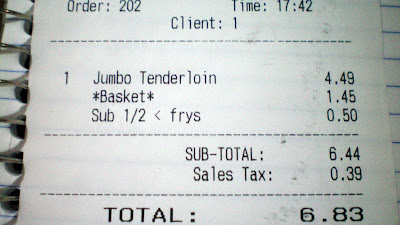 Order: 202 Time: 17:42
Client: 1
1 Jumbo Tenderloin 4.49
*Basket* 1.45
Sub 1/2 < frys 0.50
SUB-TOTAL: 6.44
Sales Tax: 0.39
TOTAL: 6.83